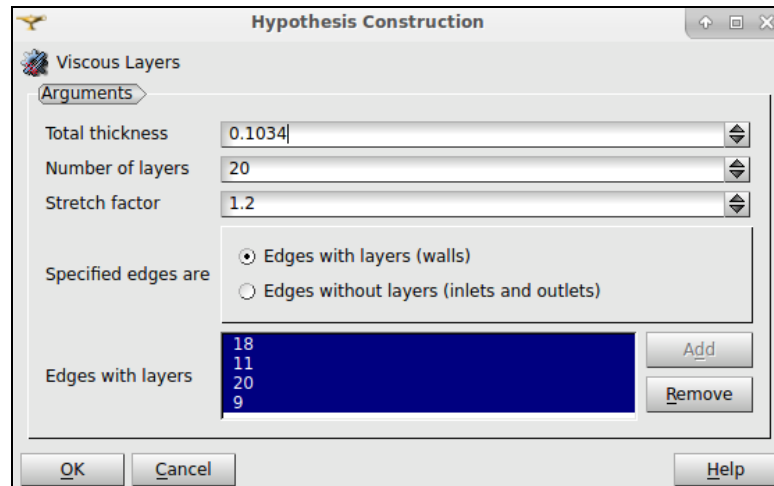 Hypothesis Construction
Viscous Layers
Arguments
Total thickness 0.1034
Number of layers 20
Stretch factor 1.2
Specified edges are
Edges with layers (walls)
Edges without layers (inlets and outlets)
Edges with layers
18
11
20
9
Add
Remove
OK Cancel Help